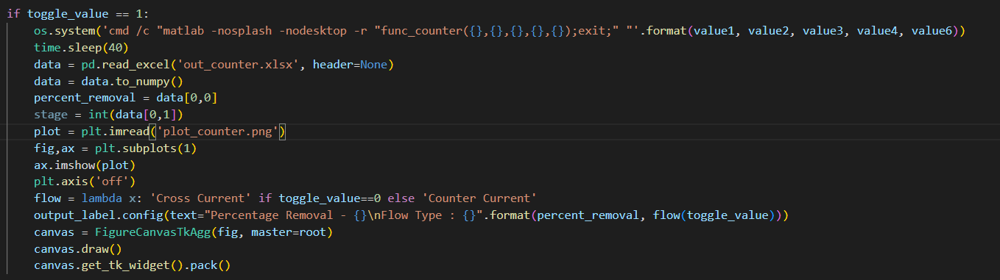 if toggle_value == 1:
    os.system('cmd /c "matlab -nosplash -nodesktop -r "func_counter({},{},{},{},{});exit;" "'.format(value1, value2, value3, value4, value6))
    time.sleep(40)
    data = pd.read_excel('out_counter.xlsx', header=None)
    data = data.to_numpy()
    percent_removal = data[0,0]
    stage = int(data[0,1])
    plot = plt.imread('plot_counter.png')
    fig,ax = plt.subplots(1)
    ax.imshow(plot)
    plt.axis('off')
    flow = lambda x: 'Cross Current' if toggle_value==0 else 'Counter Current'
    output_label.config(text="Percentage Removal - {}\nFlow Type : {}".format(percent_removal, flow(toggle_value)))
    canvas = FigureCanvasTkAgg(fig, master=root)
    canvas.draw()
    canvas.get_tk_widget().pack()